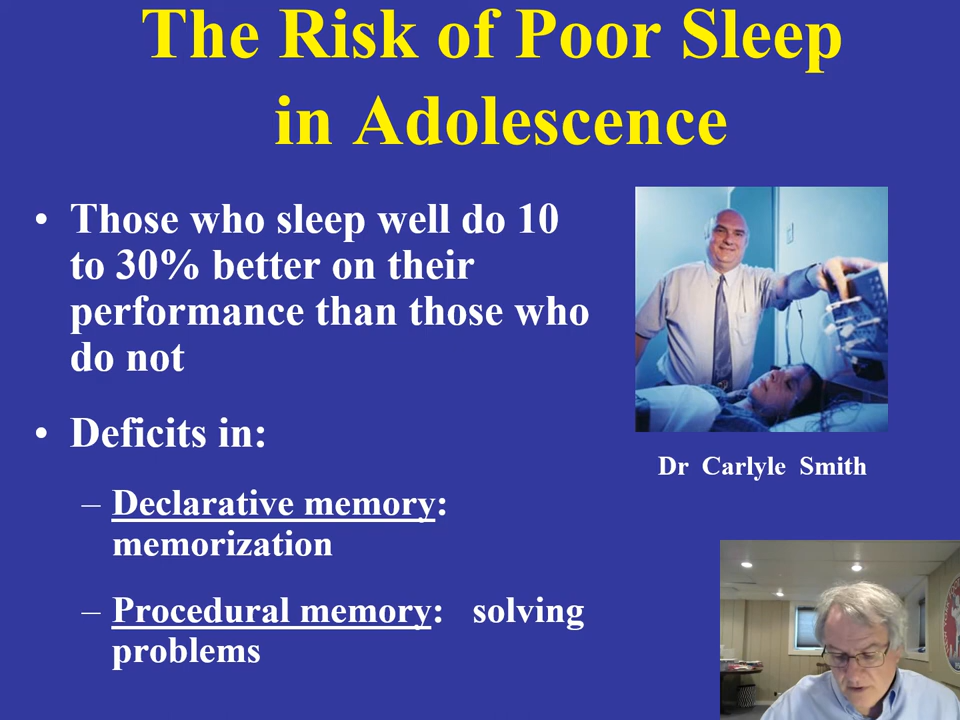 The Risk of Poor Sleep
in Adolescence
• Those who sleep well do 10
to 30% better on their
performance than those who
do not
• Deficits in:
– Declarative memory:
memorization
– Procedural memory: solving
problems
Dr Carlyle Smith